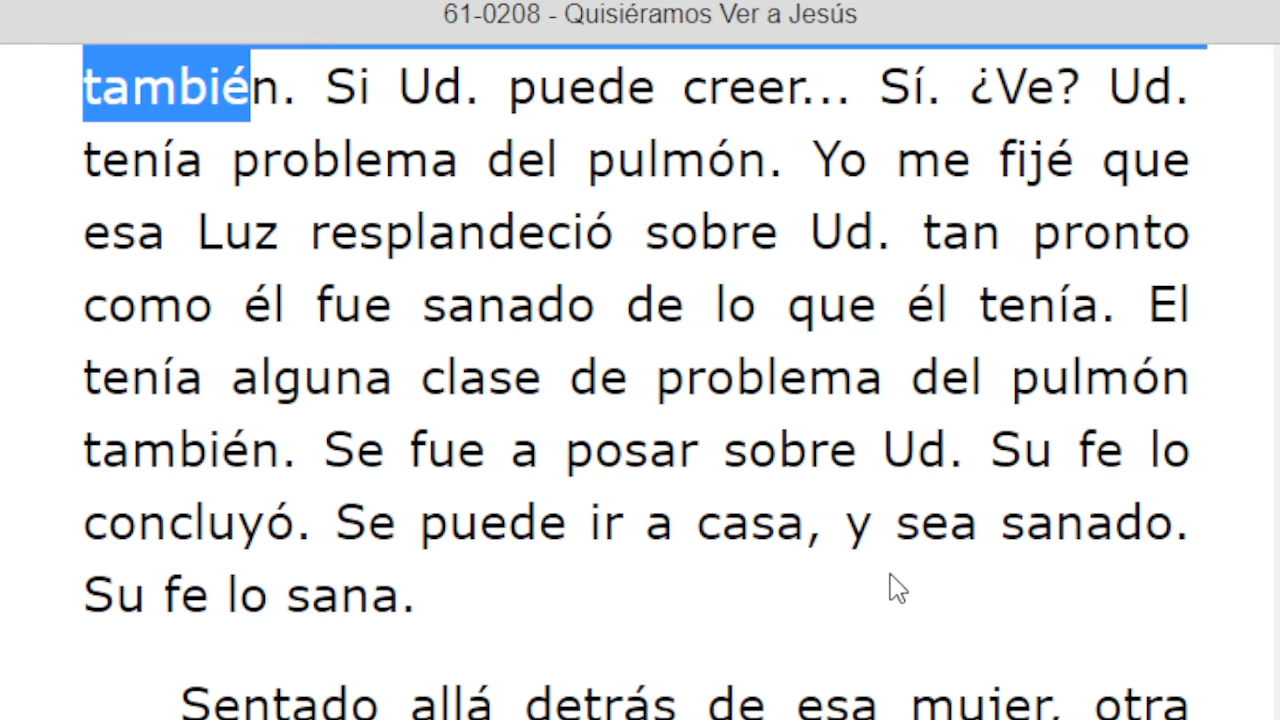 61-0208 - Quisiéramos Ver a Jesús
también. Si Ud. puede creer... Sí. ¿Ve? Ud.
tenía problema del pulmón. Yo me fijé que
esa Luz resplandeció sobre Ud. tan pronto
como él fue sanado de lo que él tenía. El
tenía alguna clase de problema del pulmón
también. Se fue a posar sobre Ud. Su fe lo
concluyó. Se puede ir a casa, y sea sanado.
Su fe lo sana.
Sentado allá detrás de esa mujer, otra